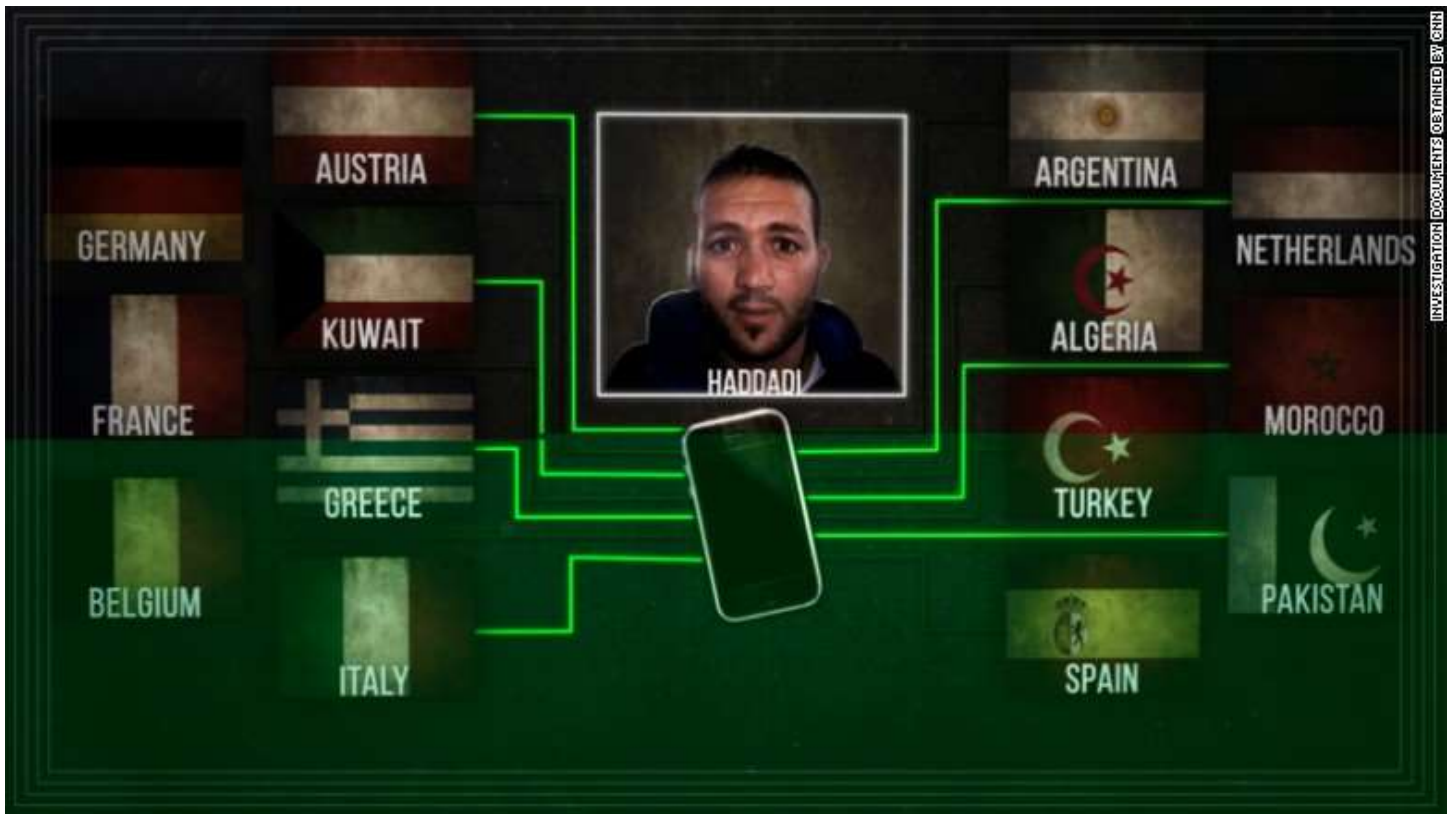 INVESTIGATION DOCUMENTS OBTAINED BY CNN
AUSTRIA
ARGENTINA
GERMANY
NETHERLANDS
KUWAIT
ALGERIA
HADDADI
FRANCE
MOROCCO
GREECE
TURKEY
BELGIUM
PAKISTAN
ITALY
SPAIN